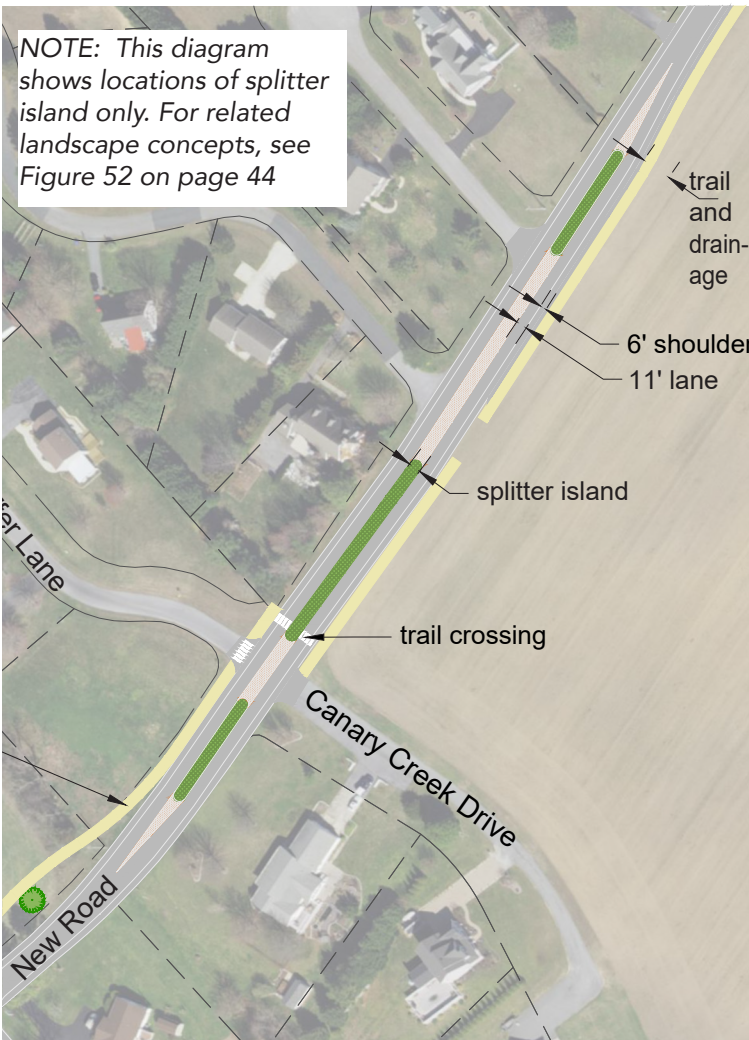 NOTE: This diagram
shows locations of splitter
island only. For related
landscape concepts, see
Figure 52 on page 44
trail
and
drain-
age
6' shoulder
11' lane
splitter island
Lane
trail crossing
Canary Creek Drive
New Road